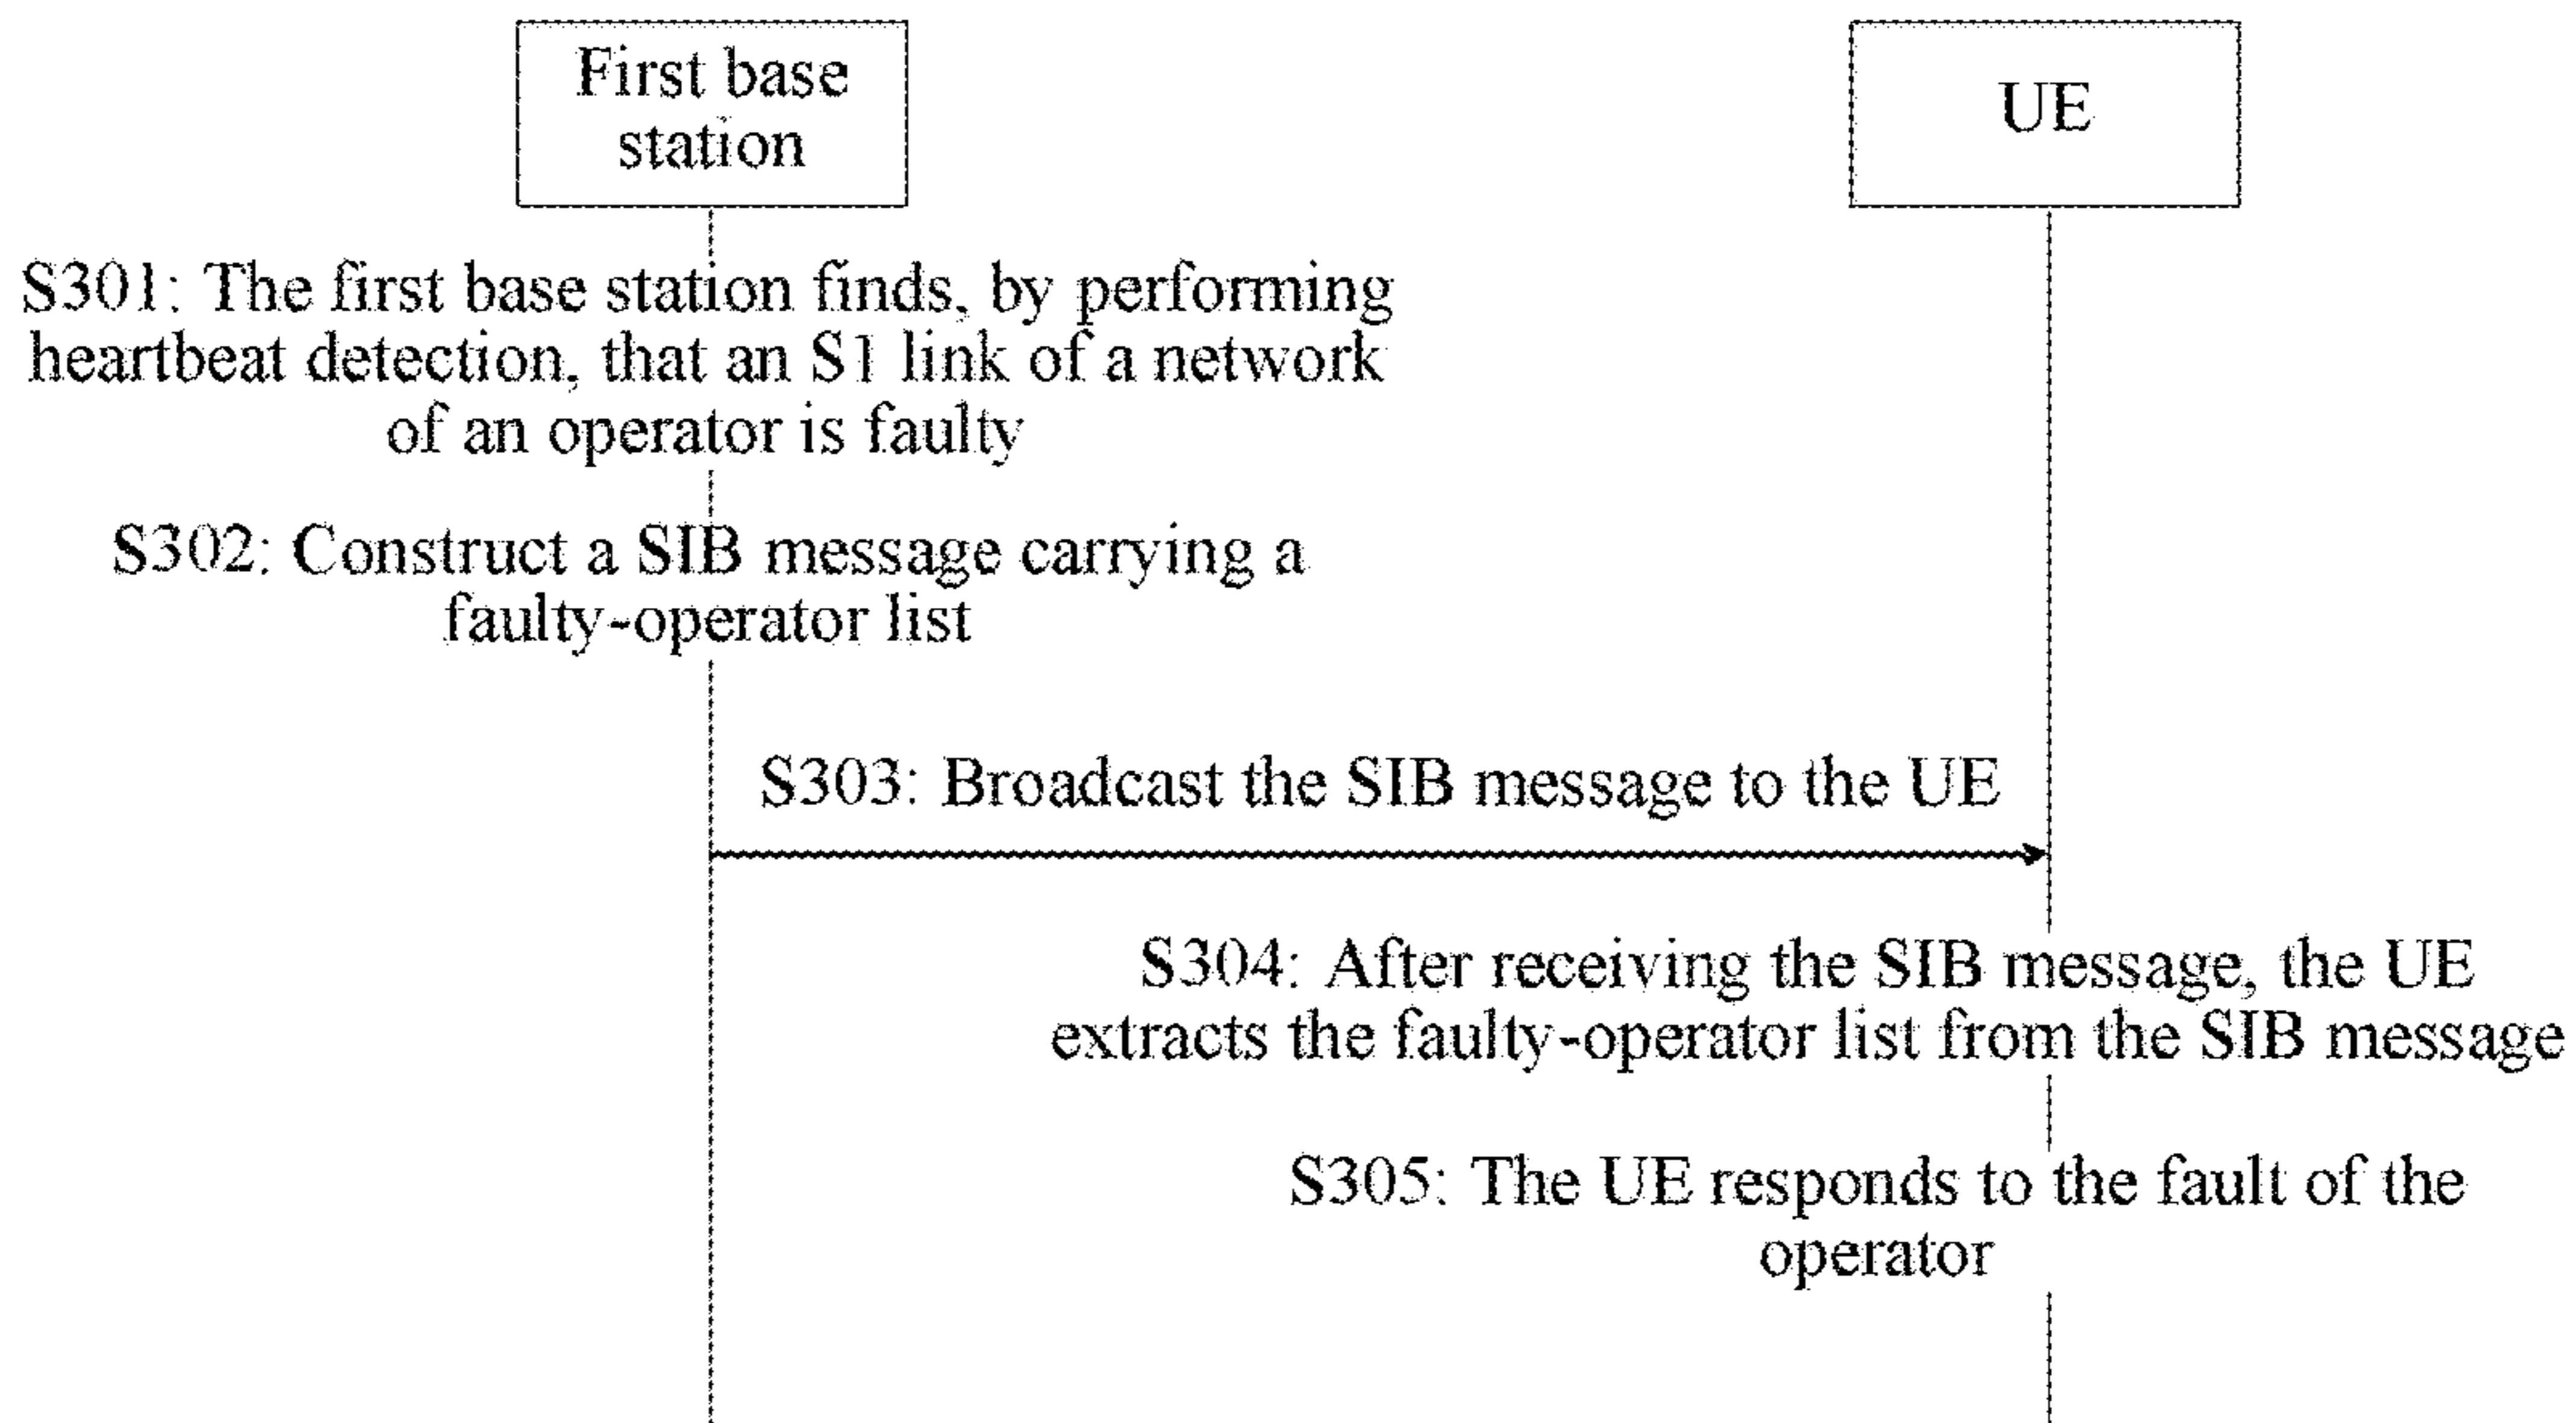 First base
station
UE
S301: The first base station finds, by performing
heartbeat detection, that an S1 link of a network
of an operator is faulty
S302: Construct a SIB message carrying a
faulty-operator list
S303: Broadcast the SIB message to the UE
S304: After receiving the SIB message, the UE
extracts the faulty-operator list from the SIB message
S305: The UE responds to the fault of the
operator